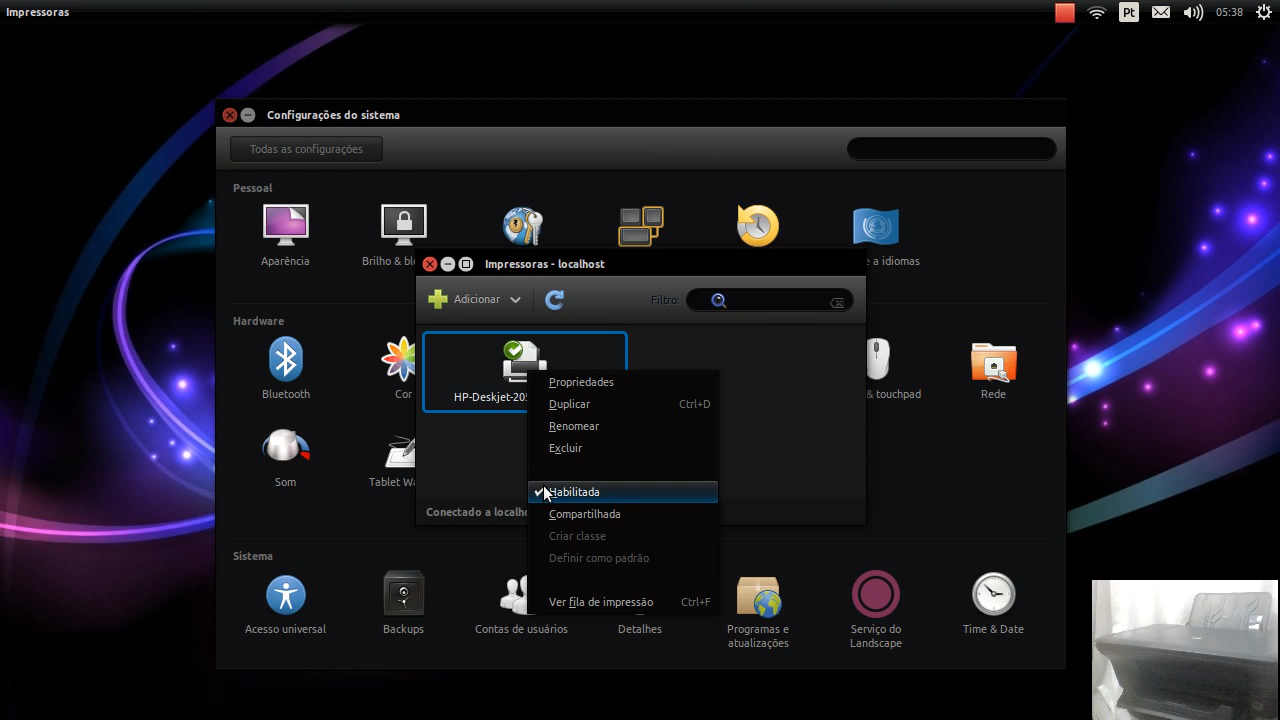 Impressoras
Pt
05:38
Configurações do sistema
Todas as configurações
Pessoal
Aparência
Brilho & bl
e a idiomas
Impressoras - localhost
Adicionar
Filtro:
Hardware
HP-Deskjet-205
Propriedades
Duplicar Ctrl+D
Renomear
Excluir
Habilitada
Compartilhada
Criar classe
Definir como padrão
Ver fila de impressão Ctrl+F
Bluetooth
Cor
& touchpad
Rede
Som
Tablet Wa
Conectado a localho
Sistema
Acesso universal
Backups
Contas de usuários
Detalhes
Programas e
atualizações
Serviço do
Landscape
Time & Date